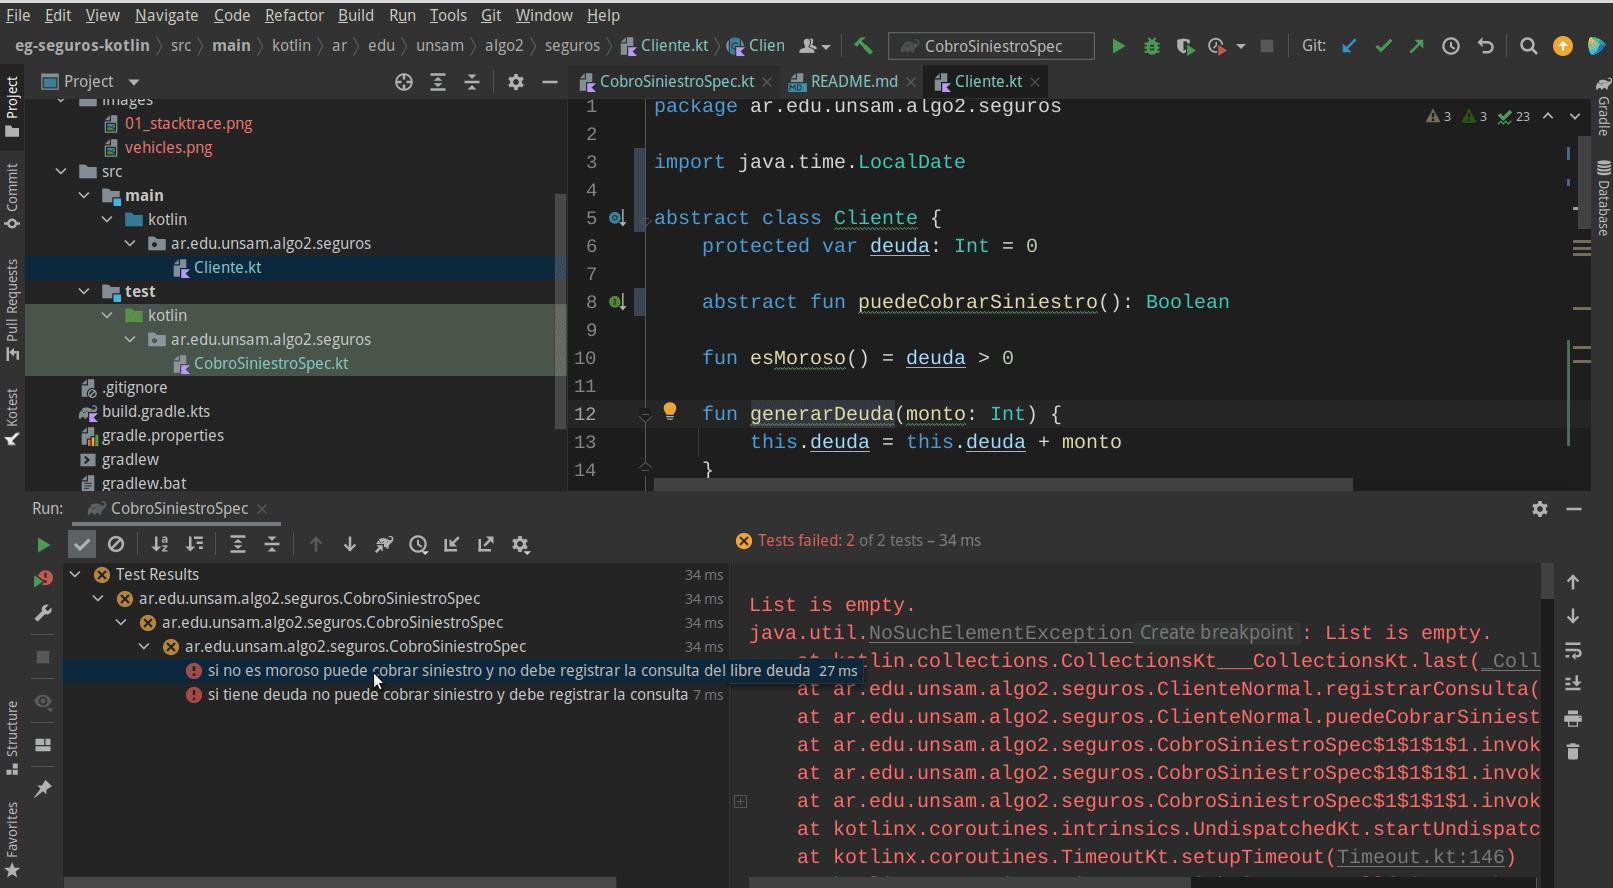 File Edit View Navigate Code Refactor Build Run Tools Git Window Help
eg-seguros-kotlin src main kotlin ar edu unsam algo2 seguros Cliente.kt Clien CobroSiniestroSpec Git:
Project CobroSiniestroSpec.kt README.md Cliente.kt
images
01_stacktrace.png
vehicles.png
src
main
kotlin
ar.edu.unsam.algo2.seguros
Cliente.kt
test
kotlin
ar.edu.unsam.algo2.seguros
CobroSiniestroSpec.kt
.gitignore
build.gradle.kts
gradle.properties
gradlew
gradlew.bat
1 package ar.edu.unsam.algo2.seguros
2
3 import java.time.LocalDate
4
5 abstract class Cliente {
6 protected var deuda: Int = 0
7
8 abstract fun puedeCobrarSiniestro(): Boolean
9
10 fun esMoroso() = deuda > 0
11
12 fun generarDeuda(monto: Int) {
13 this.deuda = this.deuda + monto
14 }
3 3 23
Project
Commit
Pull Requests
Kotest
Structure
Favorites
Gradle
Database
Run: CobroSiniestroSpec
Tests failed: 2 of 2 tests – 34 ms
Test Results 34 ms
ar.edu.unsam.algo2.seguros.CobroSiniestroSpec 34 ms
ar.edu.unsam.algo2.seguros.CobroSiniestroSpec 34 ms
ar.edu.unsam.algo2.seguros.CobroSiniestroSpec 34 ms
si no es moroso puede cobrar siniestro y no debe registrar la consulta del libre deuda 27 ms
si tiene deuda no puede cobrar siniestro y debe registrar la consulta 7 ms
List is empty.
java.util.NoSuchElementException Create breakpoint : List is empty.
at kotlin.collections.CollectionsKt___CollectionsKt.last(_Coll
at ar.edu.unsam.algo2.seguros.ClienteNormal.registrarConsulta(
at ar.edu.unsam.algo2.seguros.ClienteNormal.puedeCobrarSiniest
at ar.edu.unsam.algo2.seguros.CobroSiniestroSpec$1$1$1$1.invok
at ar.edu.unsam.algo2.seguros.CobroSiniestroSpec$1$1$1$1.invok
at ar.edu.unsam.algo2.seguros.CobroSiniestroSpec$1$1$1$1.invok
at kotlinx.coroutines.intrinsics.UndispatchedKt.startUndispatc
at kotlinx.coroutines.TimeoutKt.setupTimeout(Timeout.kt:146)